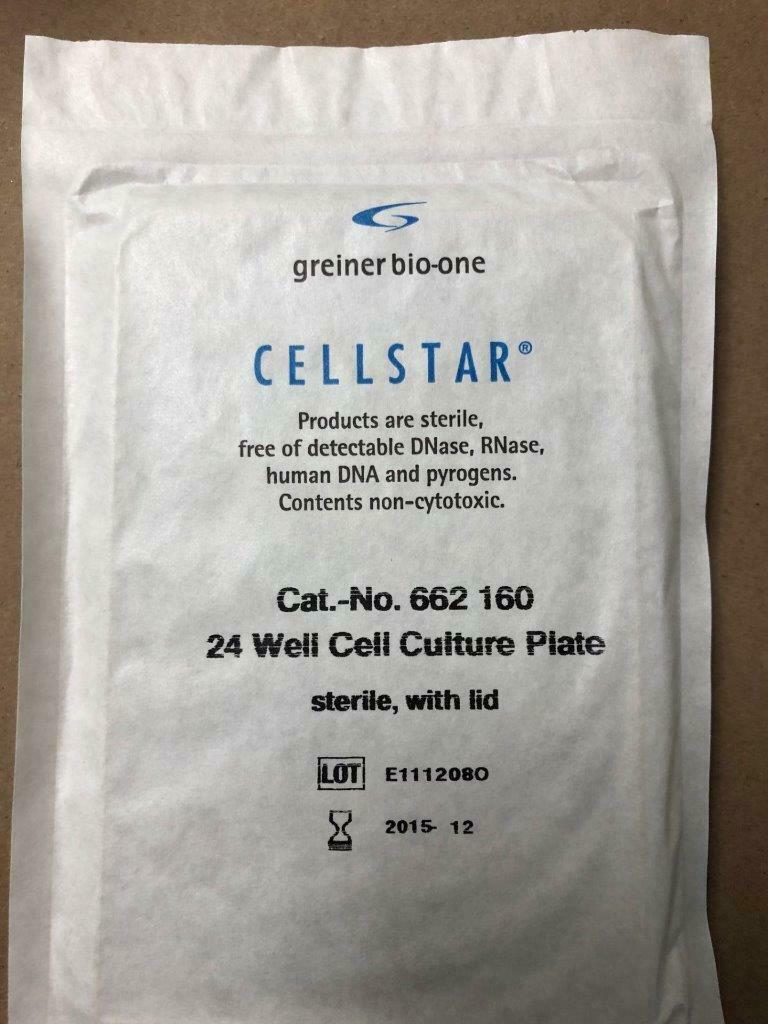 greiner bio-one
CELLSTAR®
Products are sterile,
free of detectable DNase, RNase,
human DNA and pyrogens.
Contents non-cytotoxic.
Cat.-No. 662 160
24 Well Cell Culture Plate
sterile, with lid
LOT E111208O
2015- 12